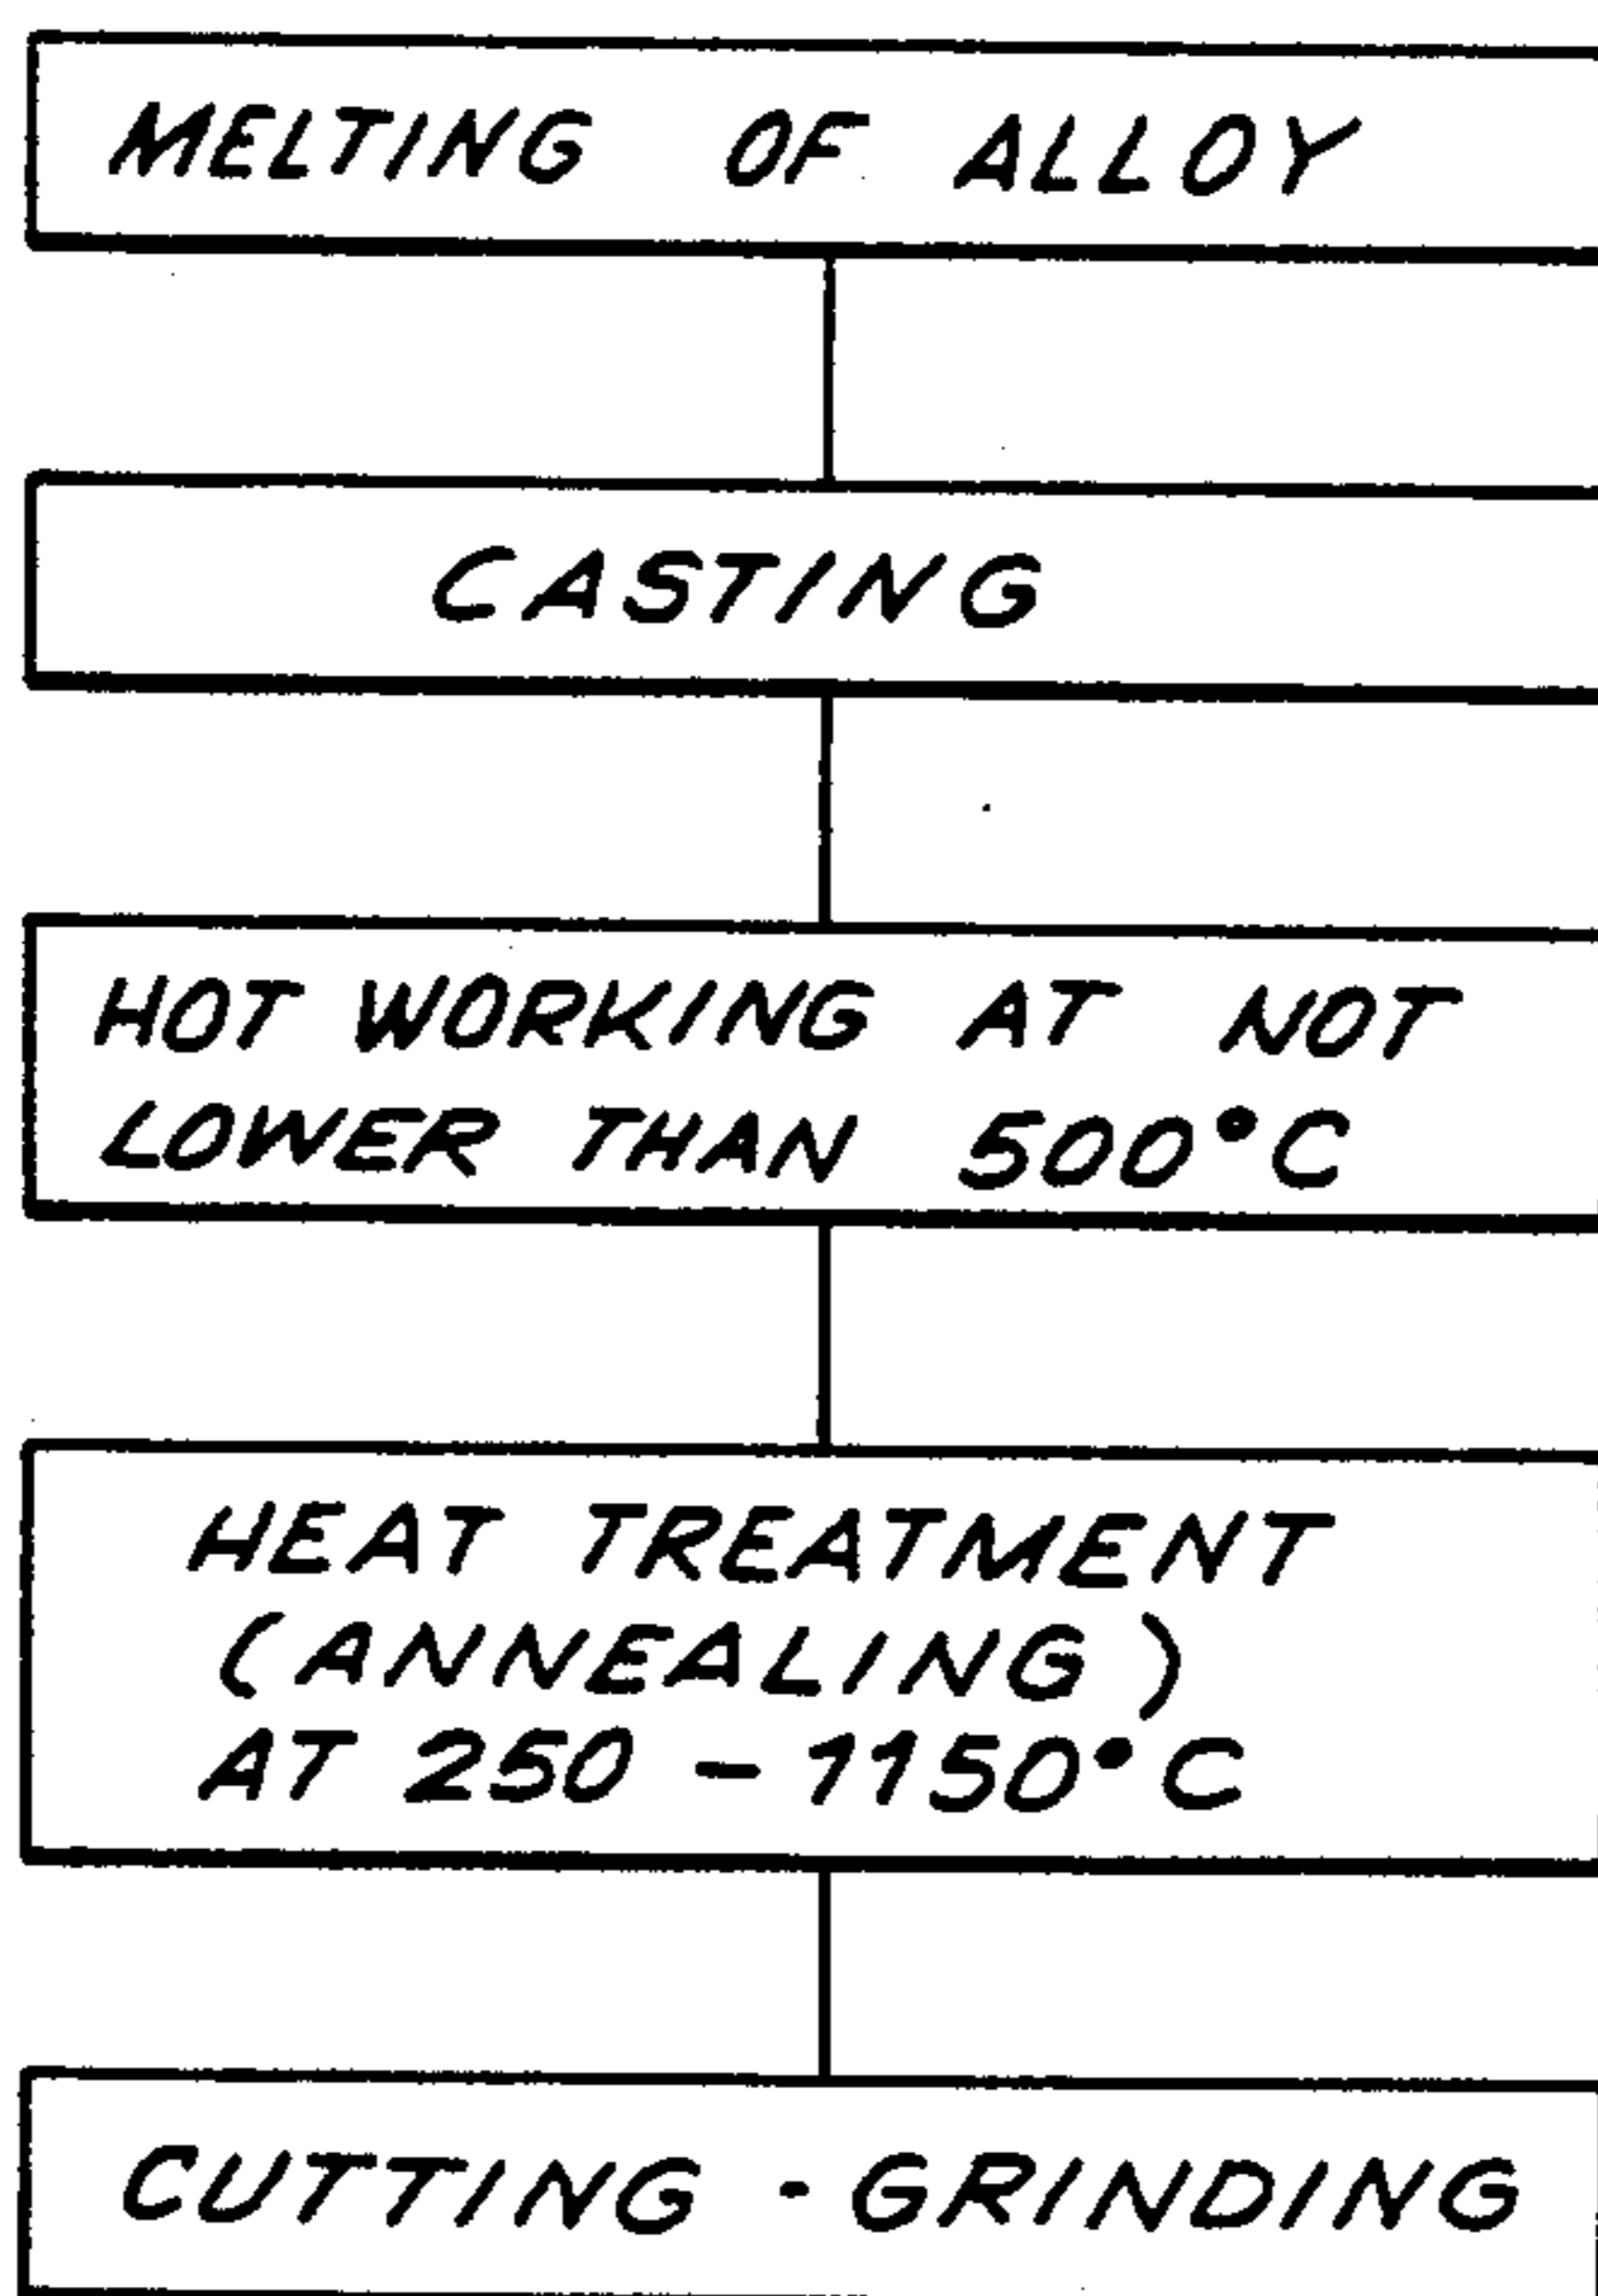 MELTING OF ALLOY
CASTING
HOT WORKING AT NOT
LOWER THAN 500°C
HEAT TREATMENT
(ANNEALING)
AT 250 - 1150°C
CUTTING - GRINDING